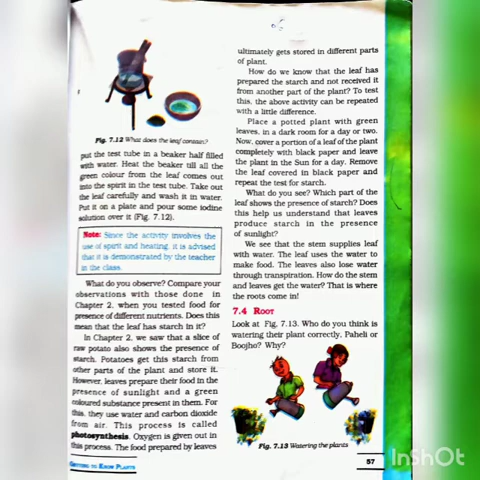 Fig. 7.12 What does the leaf contain?
put the test tube in a beaker half filled
with water. Heat the beaker till all the
green colour from the leaf comes out
into the spirit in the test tube. Take out
the leaf carefully and wash it in water.
Put it on a plate and pour some iodine
solution over it (Fig. 7.12).
Note: Since the activity involves the
use of spirit and heating, it is advised
that it is demonstrated by the teacher
in the class.
What do you observe? Compare your
observations with those done in
Chapter 2, when you tested food for
presence of different nutrients. Does this
mean that the leaf has starch in it?
In Chapter 2, we saw that a slice of
raw potato also shows the presence of
starch. Potatoes get this starch from
other parts of the plant and store it.
However, leaves prepare their food in the
presence of sunlight and a green
coloured substance present in them. For
this, they use water and carbon dioxide
from air. This process is called
photosynthesis. Oxygen is given out in
this process. The food prepared by leaves
GETTING TO KNOW PLANTS
ultimately gets stored in different parts
of plant.
How do we know that the leaf has
prepared the starch and not received it
from another part of the plant? To test
this, the above activity can be repeated
with a little difference.
Place a potted plant with green
leaves, in a dark room for a day or two.
Now, cover a portion of a leaf of the plant
completely with black paper and leave
the plant in the Sun for a day. Remove
the leaf covered in black paper and
repeat the test for starch.
What do you see? Which part of the
leaf shows the presence of starch? Does
this help us understand that leaves
produce starch in the presence
of sunlight?
We see that the stem supplies leaf
with water. The leaf uses the water to
make food. The leaves also lose water
through transpiration. How do the stem
and leaves get the water? That is where
the roots come in!
7.4 ROOT
Look at Fig. 7.13. Who do you think is
watering their plant correctly, Paheli or
Boojho? Why?
Fig. 7.13 Watering the plants
57
InShOt